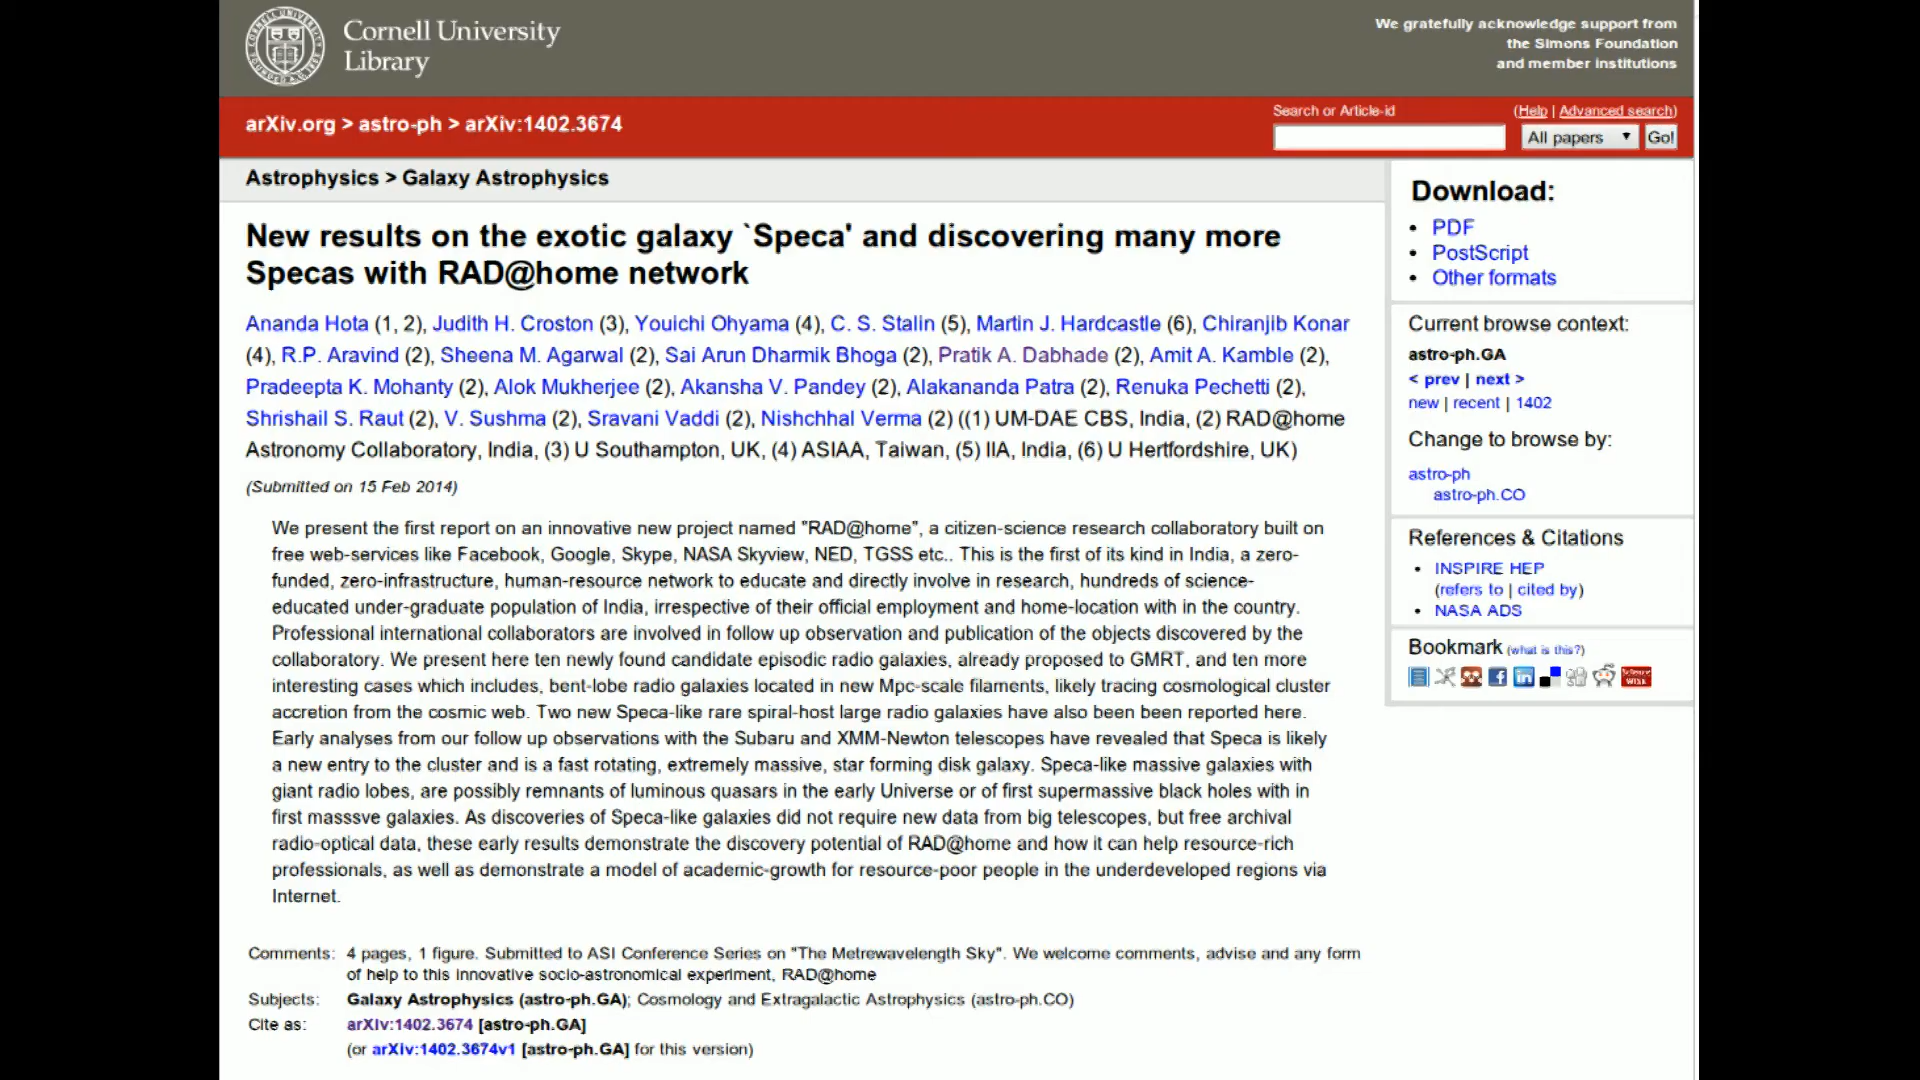 Cornell University
Library
We gratefully acknowledge support from
the Simons Foundation
and member institutions
arXiv.org > astro-ph > arXiv:1402.3674
Search or Article-id
(Help | Advanced search)
All papers ▼ Go!
Astrophysics > Galaxy Astrophysics
New results on the exotic galaxy `Speca' and discovering many more
Specas with RAD@home network
Ananda Hota (1, 2), Judith H. Croston (3), Youichi Ohyama (4), C. S. Stalin (5), Martin J. Hardcastle (6), Chiranjib Konar
(4), R.P. Aravind (2), Sheena M. Agarwal (2), Sai Arun Dharmik Bhoga (2), Pratik A. Dabhade (2), Amit A. Kamble (2),
Pradeepta K. Mohanty (2), Alok Mukherjee (2), Akansha V. Pandey (2), Alakananda Patra (2), Renuka Pechetti (2),
Shrishail S. Raut (2), V. Sushma (2), Sravani Vaddi (2), Nishchhal Verma (2) ((1) UM-DAE CBS, India, (2) RAD@home
Astronomy Collaboratory, India, (3) U Southampton, UK, (4) ASIAA, Taiwan, (5) IIA, India, (6) U Hertfordshire, UK)
(Submitted on 15 Feb 2014)
We present the first report on an innovative new project named "RAD@home", a citizen-science research collaboratory built on
free web-services like Facebook, Google, Skype, NASA Skyview, NED, TGSS etc.. This is the first of its kind in India, a zero-
funded, zero-infrastructure, human-resource network to educate and directly involve in research, hundreds of science-
educated under-graduate population of India, irrespective of their official employment and home-location with in the country.
Professional international collaborators are involved in follow up observation and publication of the objects discovered by the
collaboratory. We present here ten newly found candidate episodic radio galaxies, already proposed to GMRT, and ten more
interesting cases which includes, bent-lobe radio galaxies located in new Mpc-scale filaments, likely tracing cosmological cluster
accretion from the cosmic web. Two new Speca-like rare spiral-host large radio galaxies have also been been reported here.
Early analyses from our follow up observations with the Subaru and XMM-Newton telescopes have revealed that Speca is likely
a new entry to the cluster and is a fast rotating, extremely massive, star forming disk galaxy. Speca-like massive galaxies with
giant radio lobes, are possibly remnants of luminous quasars in the early Universe or of first supermassive black holes with in
first masssve galaxies. As discoveries of Speca-like galaxies did not require new data from big telescopes, but free archival
radio-optical data, these early results demonstrate the discovery potential of RAD@home and how it can help resource-rich
professionals, as well as demonstrate a model of academic-growth for resource-poor people in the underdeveloped regions via
Internet.
Comments: 4 pages, 1 figure. Submitted to ASI Conference Series on "The Metrewavelength Sky". We welcome comments, advise and any form
of help to this innovative socio-astronomical experiment, RAD@home
Subjects: Galaxy Astrophysics (astro-ph.GA); Cosmology and Extragalactic Astrophysics (astro-ph.CO)
Cite as: arXiv:1402.3674 [astro-ph.GA]
(or arXiv:1402.3674v1 [astro-ph.GA] for this version)
Download:
• PDF
• PostScript
• Other formats
Current browse context:
astro-ph.GA
< prev | next >
new | recent | 1402
Change to browse by:
astro-ph
astro-ph.CO
References & Citations
• INSPIRE HEP
(refers to | cited by)
• NASA ADS
Bookmark (what is this?)